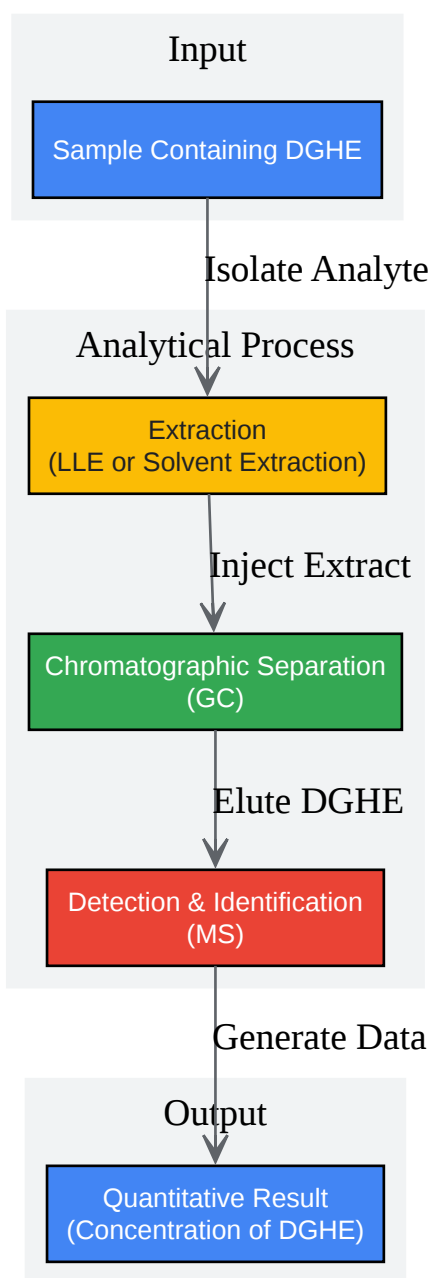 Input
Sample Containing DGHE
Isolate Analyte
Analytical Process
Extraction
(LLE or Solvent Extraction)
Inject Extract
Chromatographic Separation
(GC)
Elute DGHE
Detection & Identification
(MS)
Generate Data
Output
Quantitative Result
(Concentration of DGHE)